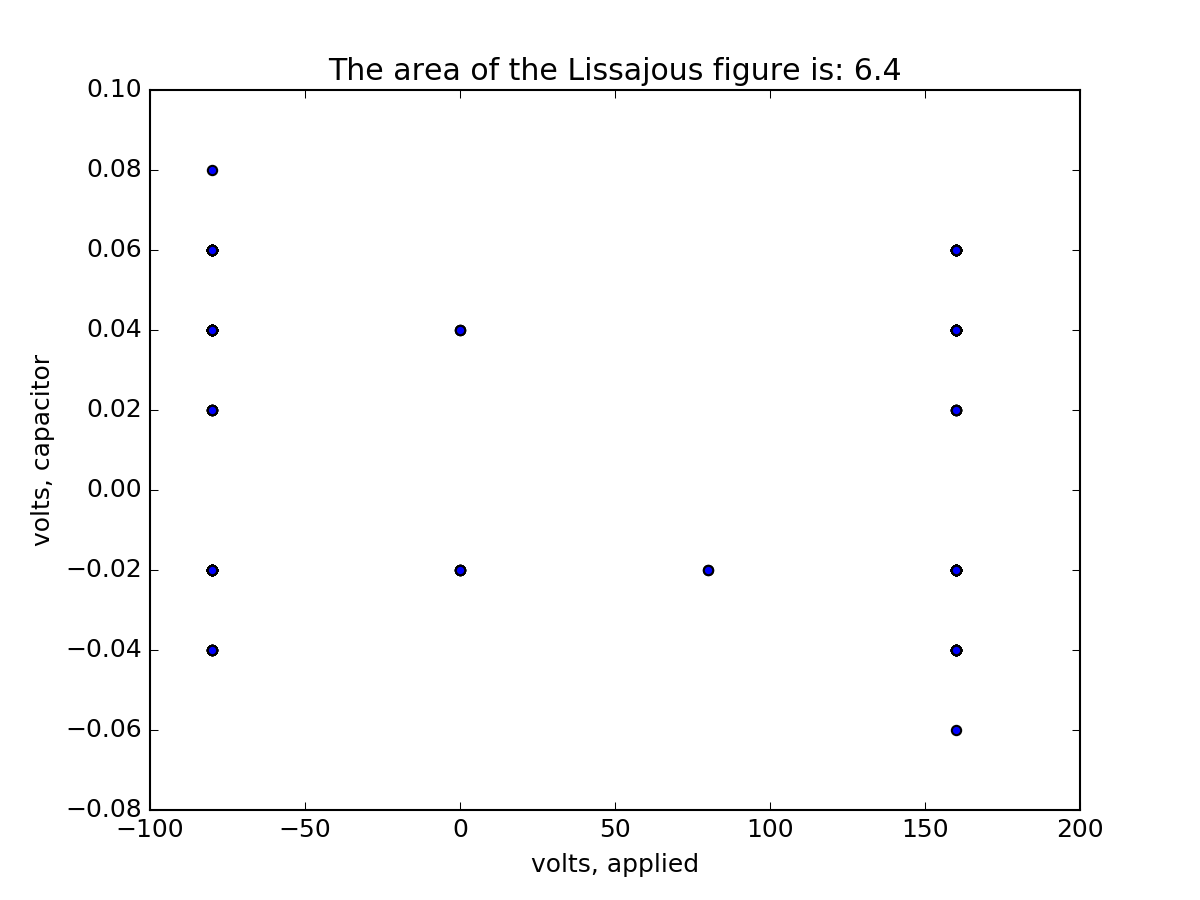 The area of the Lissajous figure is: 6.4
0.10
0.08
0.06
0.04
0.02
0.00
−0.02
−0.04
−0.06
−0.08
volts, capacitor
−100 −50 0 50 100 150 200
volts, applied